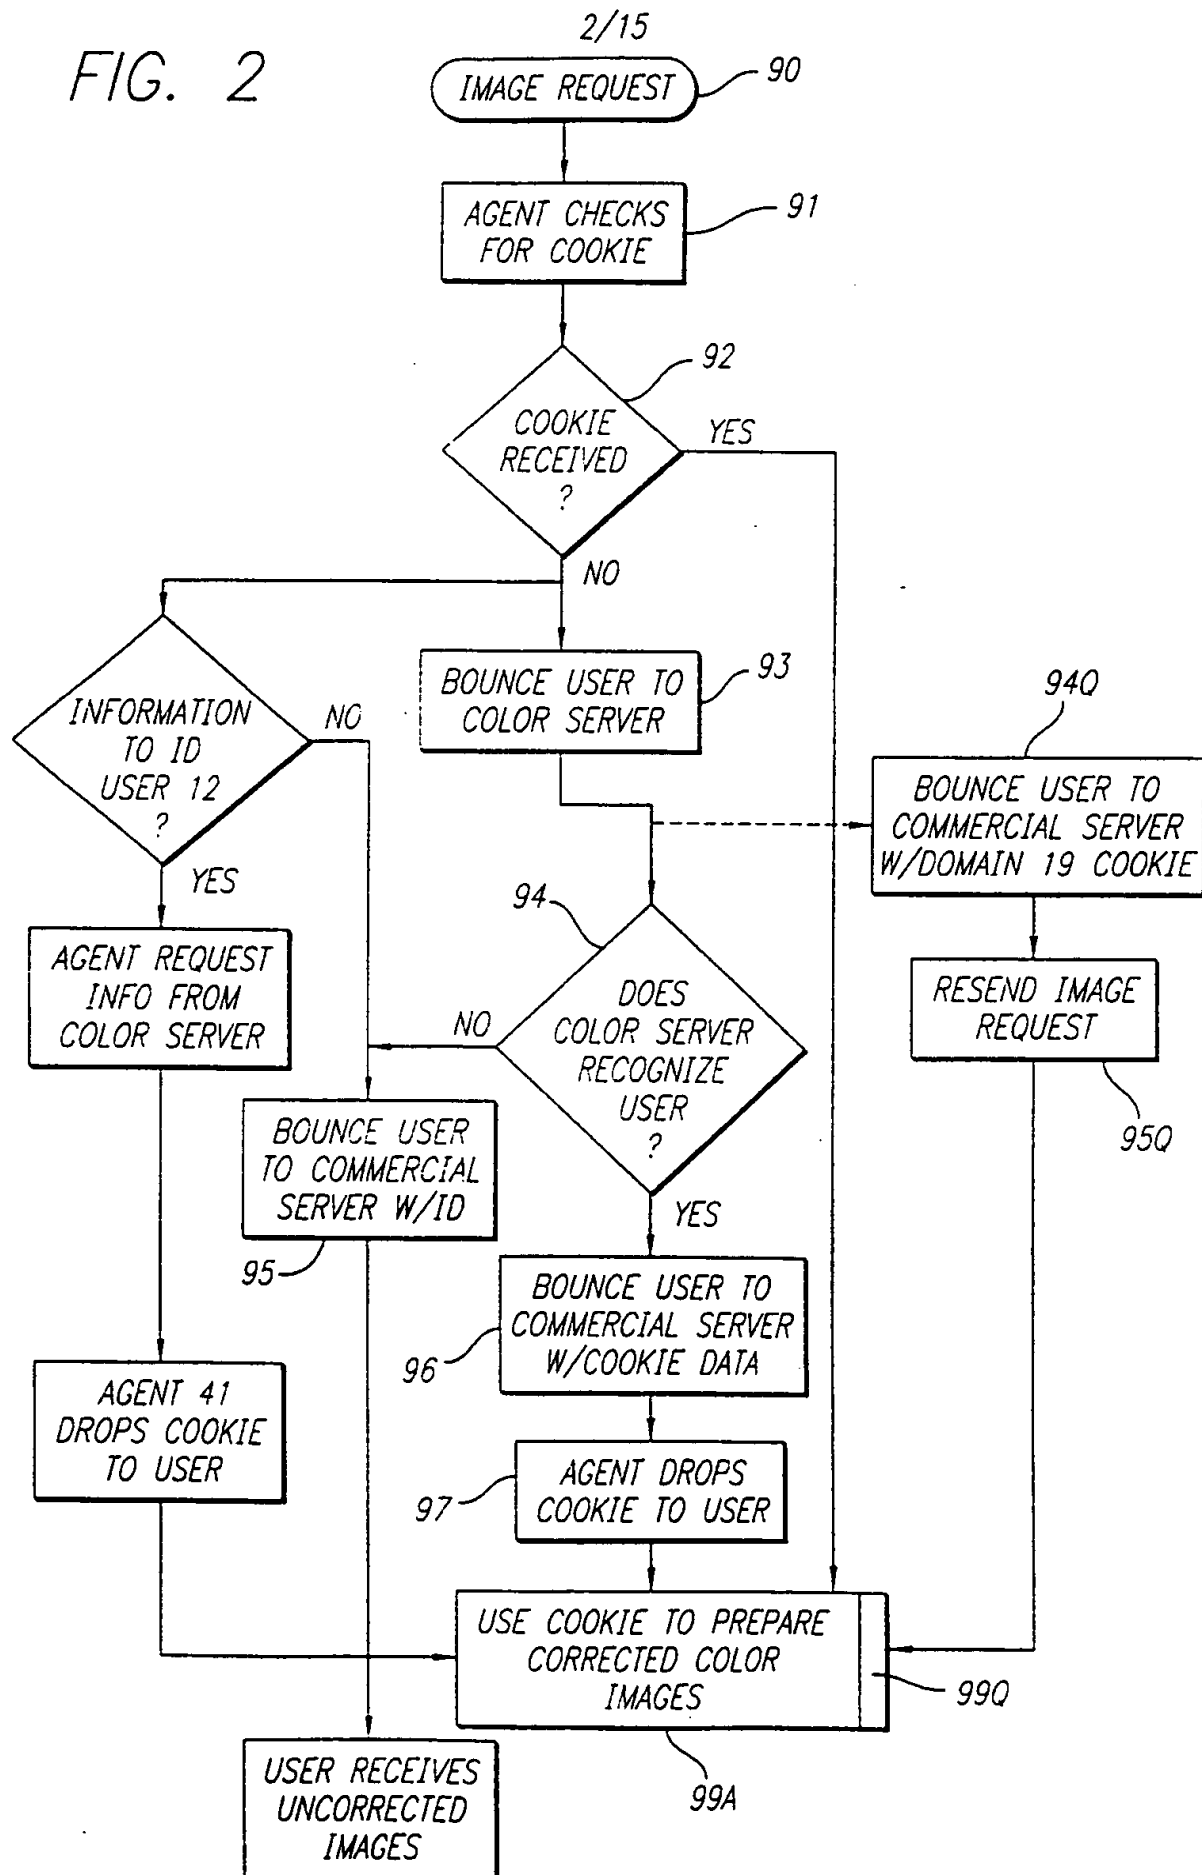 2/15
FIG. 2
IMAGE REQUEST
90
AGENT CHECKS
FOR COOKIE
91
92
COOKIE
RECEIVED
?
YES
NO
BOUNCE USER TO
COLOR SERVER
93
INFORMATION
TO ID
USER 12
?
NO
YES
94Q
BOUNCE USER TO
COMMERCIAL SERVER
W/DOMAIN 19 COOKIE
94
AGENT REQUEST
INFO FROM
COLOR SERVER
DOES
COLOR SERVER
RECOGNIZE
USER
?
NO
YES
RESEND IMAGE
REQUEST
95Q
BOUNCE USER
TO COMMERCIAL
SERVER W/ID
95
BOUNCE USER TO
COMMERCIAL SERVER
W/COOKIE DATA
96
AGENT 41
DROPS COOKIE
TO USER
AGENT DROPS
COOKIE TO USER
97
USE COOKIE TO PREPARE
CORRECTED COLOR
IMAGES
99Q
99A
USER RECEIVES
UNCORRECTED
IMAGES